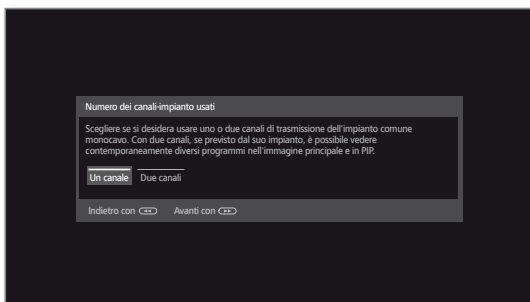 Numero dei canali-impianto usati
Scegliere se si desidera usare uno o due canali di trasmissione dell'impianto comune
monocavo. Con due canali, se previsto dal suo impianto, è possibile vedere
contemporaneamente diversi programmi nell'immagine principale e in PIP.
Un canale Due canali
Indietro con Avanti con